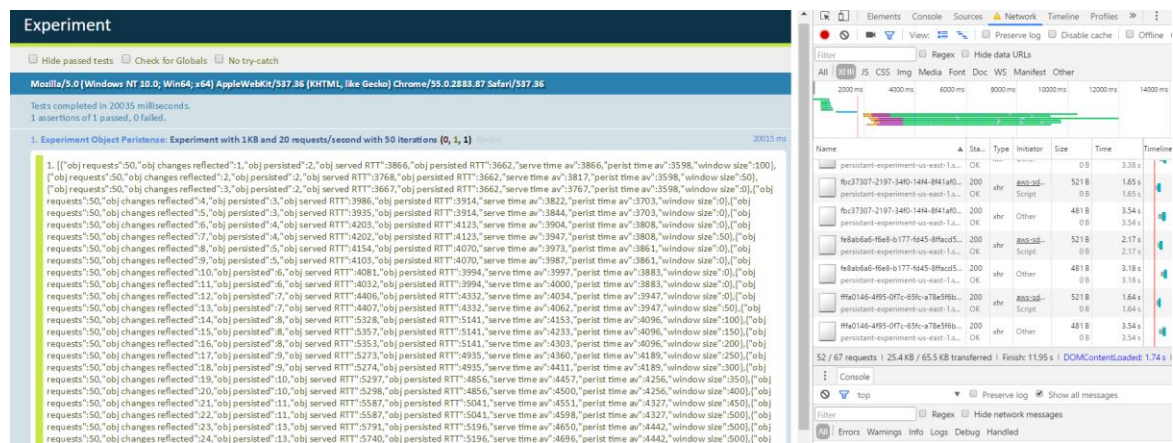 Experiment
Hide passed tests Check for Globals No try-catch
Mozilla/5.0 (Windows NT 10.0; Win64; x64) AppleWebKit/537.36 (KHTML, like Gecko) Chrome/55.0.2883.87 Safari/537.36
Tests completed in 20035 milliseconds.
1 assertions of 1 passed, 0 failed.
1. Experiment Object Peristense: Experiment with 1KB and 20 requests/second with 50 iterations (0, 1, 1)
20015 ms
1. [{"obj requests":50,"obj changes reflected":1,"obj persisted":2,"obj served RTT":3866,"obj persisted RTT":3662,"serve time av":3866,"perist time av":3598,"window size":100},
{"obj requests":50,"obj changes reflected":2,"obj persisted":2,"obj served RTT":3768,"obj persisted RTT":3662,"serve time av":3817,"perist time av":3598,"window size":50},
{"obj requests":50,"obj changes reflected":3,"obj persisted":2,"obj served RTT":3667,"obj persisted RTT":3662,"serve time av":3767,"perist time av":3598,"window size":0},{"obj
requests":50,"obj changes reflected":4,"obj persisted":3,"obj served RTT":3986,"obj persisted RTT":3914,"serve time av":3822,"perist time av":3703,"window size":0},{"obj
requests":50,"obj changes reflected":5,"obj persisted":3,"obj served RTT":3935,"obj persisted RTT":3914,"serve time av":3844,"perist time av":3703,"window size":0},{"obj
requests":50,"obj changes reflected":6,"obj persisted":4,"obj served RTT":4203,"obj persisted RTT":4123,"serve time av":3904,"perist time av":3808,"window size":0},{"obj
requests":50,"obj changes reflected":7,"obj persisted":4,"obj served RTT":4202,"obj persisted RTT":4123,"serve time av":3947,"perist time av":3808,"window size":50},{"obj
requests":50,"obj changes reflected":8,"obj persisted":5,"obj served RTT":4154,"obj persisted RTT":4070,"serve time av":3973,"perist time av":3861,"window size":0},{"obj
requests":50,"obj changes reflected":9,"obj persisted":5,"obj served RTT":4103,"obj persisted RTT":4070,"serve time av":3987,"perist time av":3861,"window size":0},{"obj
requests":50,"obj changes reflected":10,"obj persisted":6,"obj served RTT":4081,"obj persisted RTT":3994,"serve time av":3997,"perist time av":3883,"window size":0},{"obj
requests":50,"obj changes reflected":11,"obj persisted":6,"obj served RTT":4032,"obj persisted RTT":3994,"serve time av":4000,"perist time av":3883,"window size":0},{"obj
requests":50,"obj changes reflected":12,"obj persisted":7,"obj served RTT":4406,"obj persisted RTT":4332,"serve time av":4034,"perist time av":3947,"window size":0},{"obj
requests":50,"obj changes reflected":13,"obj persisted":7,"obj served RTT":4407,"obj persisted RTT":4332,"serve time av":4062,"perist time av":3947,"window size":50},{"obj
requests":50,"obj changes reflected":14,"obj persisted":8,"obj served RTT":5328,"obj persisted RTT":5141,"serve time av":4153,"perist time av":4096,"window size":100},{"obj
requests":50,"obj changes reflected":15,"obj persisted":8,"obj served RTT":5357,"obj persisted RTT":5141,"serve time av":4233,"perist time av":4096,"window size":150},{"obj
requests":50,"obj changes reflected":16,"obj persisted":8,"obj served RTT":5353,"obj persisted RTT":5141,"serve time av":4303,"perist time av":4096,"window size":200},{"obj
requests":50,"obj changes reflected":17,"obj persisted":9,"obj served RTT":5273,"obj persisted RTT":4935,"serve time av":4360,"perist time av":4189,"window size":250},{"obj
requests":50,"obj changes reflected":18,"obj persisted":9,"obj served RTT":5274,"obj persisted RTT":4935,"serve time av":4411,"perist time av":4189,"window size":300},{"obj
requests":50,"obj changes reflected":19,"obj persisted":10,"obj served RTT":5297,"obj persisted RTT":4856,"serve time av":4457,"perist time av":4256,"window size":350},{"obj
requests":50,"obj changes reflected":20,"obj persisted":10,"obj served RTT":5298,"obj persisted RTT":4856,"serve time av":4500,"perist time av":4256,"window size":400},{"obj
requests":50,"obj changes reflected":21,"obj persisted":11,"obj served RTT":5587,"obj persisted RTT":5041,"serve time av":4551,"perist time av":4327,"window size":450},{"obj
requests":50,"obj changes reflected":22,"obj persisted":11,"obj served RTT":5587,"obj persisted RTT":5041,"serve time av":4598,"perist time av":4327,"window size":500},{"obj
requests":50,"obj changes reflected":23,"obj persisted":13,"obj served RTT":5791,"obj persisted RTT":5196,"serve time av":4650,"perist time av":4442,"window size":500},{"obj
requests":50,"obj changes reflected":24,"obj persisted":13,"obj served RTT":5740,"obj persisted RTT":5196,"serve time av":4696,"perist time av":4442,"window size":500},{"obj
Elements Console Sources Network Timeline Profiles »
View: Preserve log Disable cache Offline
Filter Regex Hide data URLs
All XHR JS CSS Img Media Font Doc WS Manifest Other
2000 ms 4000 ms 6000 ms 8000 ms 10000 ms 12000 ms 14000 ms
Name Sta... Type Initiator Size Time Timeline
persistant-experiment-us-east-1.s... OK Other 0 B 3.38 s
fbc37307-2197-34f0-14f4-8f41af0... 200 xhr aws-sd... 521 B 1.65 s
persistant-experiment-us-east-1.s... OK Script 0 B 1.65 s
fbc37307-2197-34f0-14f4-8f41af0... 200 xhr Other 481 B 3.54 s
persistant-experiment-us-east-1.s... OK 0 B 3.54 s
fe8ab6a6-f6e8-b177-fd45-8ffacd5... 200 xhr aws-sd... 521 B 2.17 s
persistant-experiment-us-east-1.s... OK Script 0 B 2.17 s
fe8ab6a6-f6e8-b177-fd45-8ffacd5... 200 xhr Other 481 B 3.18 s
persistant-experiment-us-east-1.s... OK 0 B 3.18 s
fffa0146-4f95-0f7c-65fc-a78e5f6b... 200 xhr aws-sd... 521 B 1.64 s
persistant-experiment-us-east-1.s... OK Script 0 B 1.64 s
fffa0146-4f95-0f7c-65fc-a78e5f6b... 200 xhr Other 481 B 3.54 s
persistant-experiment-us-east-1.s... OK 0 B 3.54 s
52 / 67 requests | 25.4 KB / 65.5 KB transferred | Finish: 11.95 s | DOMContentLoaded: 1.74 s |
Console
top Preserve log Show all messages
Filter Regex Hide network messages
All Errors Warnings Info Logs Debug Handled